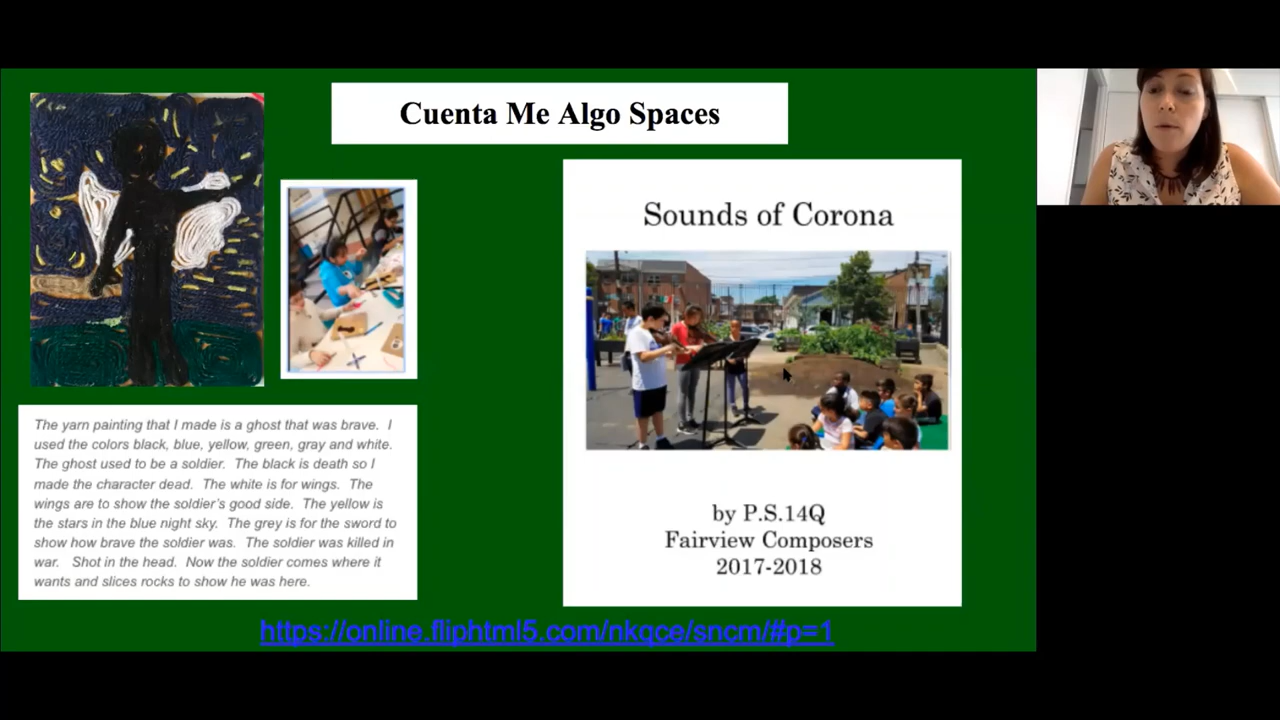 Cuenta Me Algo Spaces
The yarn painting that I made is a ghost that was brave. I
used the colors black, blue, yellow, green, gray and white.
The ghost used to be a soldier. The black is death so I
made the character dead. The white is for wings. The
wings are to show the soldier's good side. The yellow is
the stars in the blue night sky. The grey is for the sword to
show how brave the soldier was. The soldier was killed in
war. Shot in the head. Now the soldier comes where it
wants and slices rocks to show he was here.
Sounds of Corona
by P.S.14Q
Fairview Composers
2017-2018
https://online.fliphtml5.com/nkqce/sncm/#p=1